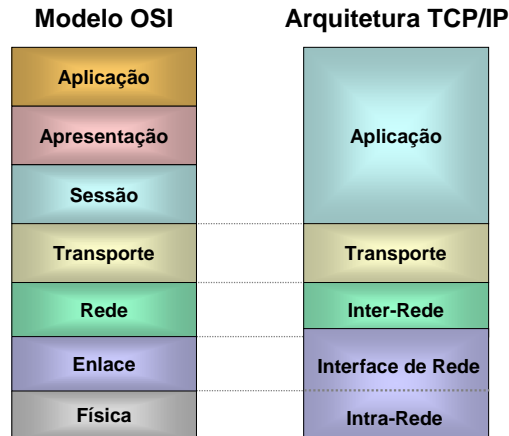 Modelo OSI
Aplicação
Apresentação
Sessão
Transporte
Rede
Enlace
Física
Arquitetura TCP/IP
Aplicação
Transporte
Inter-Rede
Interface de Rede
Intra-Rede